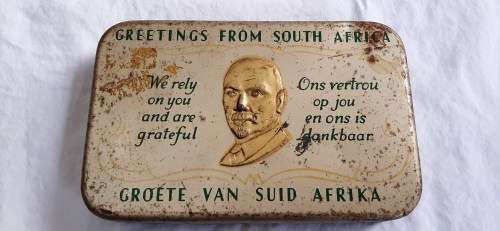 GREETINGS FROM SOUTH AFRICA
We rely
on you
and are
grateful
Ons vertrou
op jou
en ons is
dankbaar
GROETE VAN SUID AFRIKA